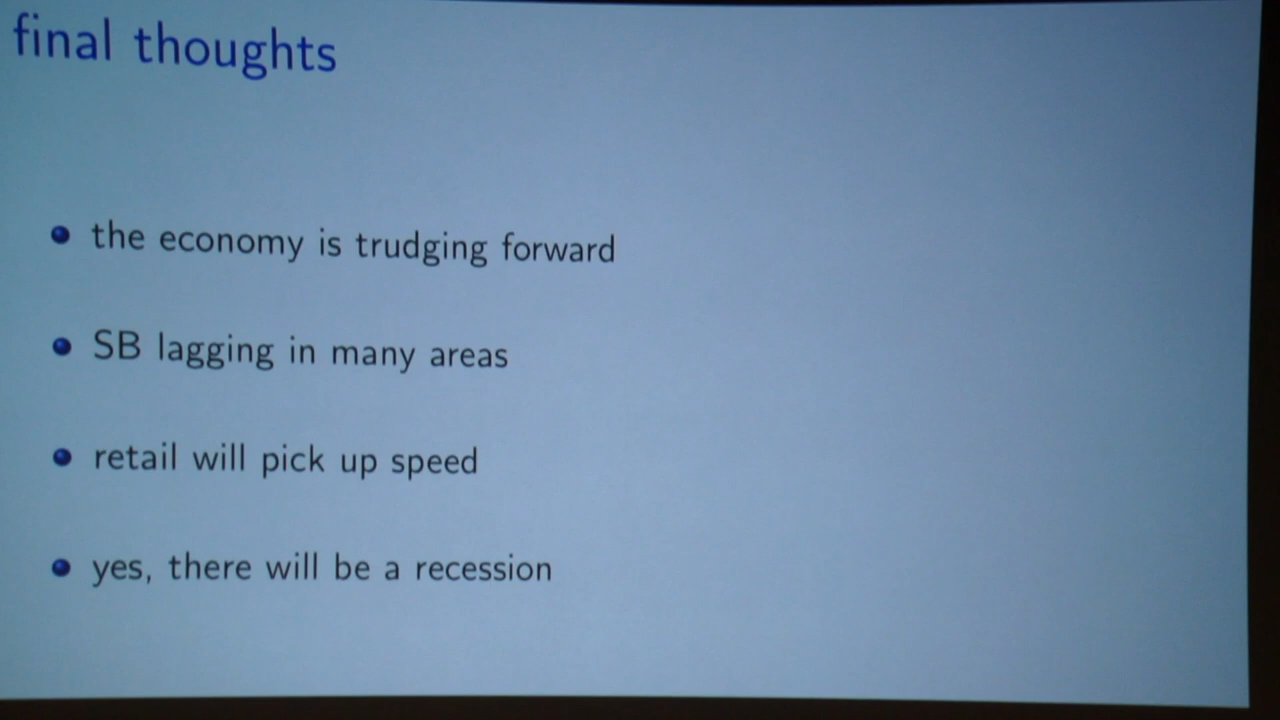 final thoughts
the economy is trudging forward
SB lagging in many areas
retail will pick up speed
yes, there will be a recession